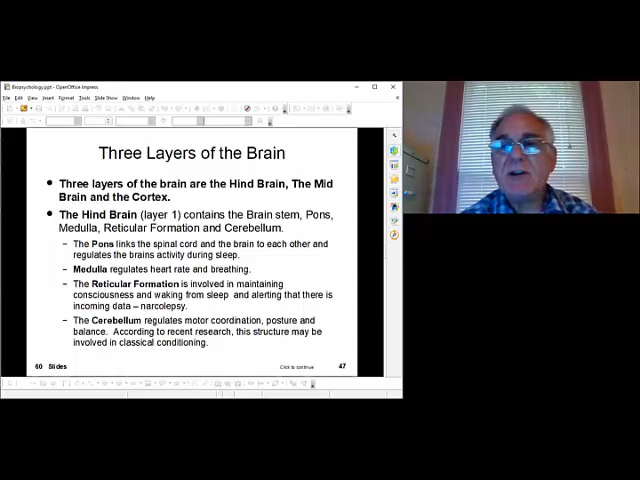 Biopsychology.ppt - OpenOffice Impress
File Edit View Insert Format Tools Slide Show Window Help
Three Layers of the Brain
Three layers of the brain are the Hind Brain, The Mid
Brain and the Cortex.
The Hind Brain (layer 1) contains the Brain stem, Pons,
Medulla, Reticular Formation and Cerebellum.
– The Pons links the spinal cord and the brain to each other and
regulates the brains activity during sleep.
– Medulla regulates heart rate and breathing.
– The Reticular Formation is involved in maintaining
consciousness and waking from sleep and alerting that there is
incoming data – narcolepsy.
– The Cerebellum regulates motor coordination, posture and
balance. According to recent research, this structure may be
involved in classical conditioning.
60 Slides Click to continue 47